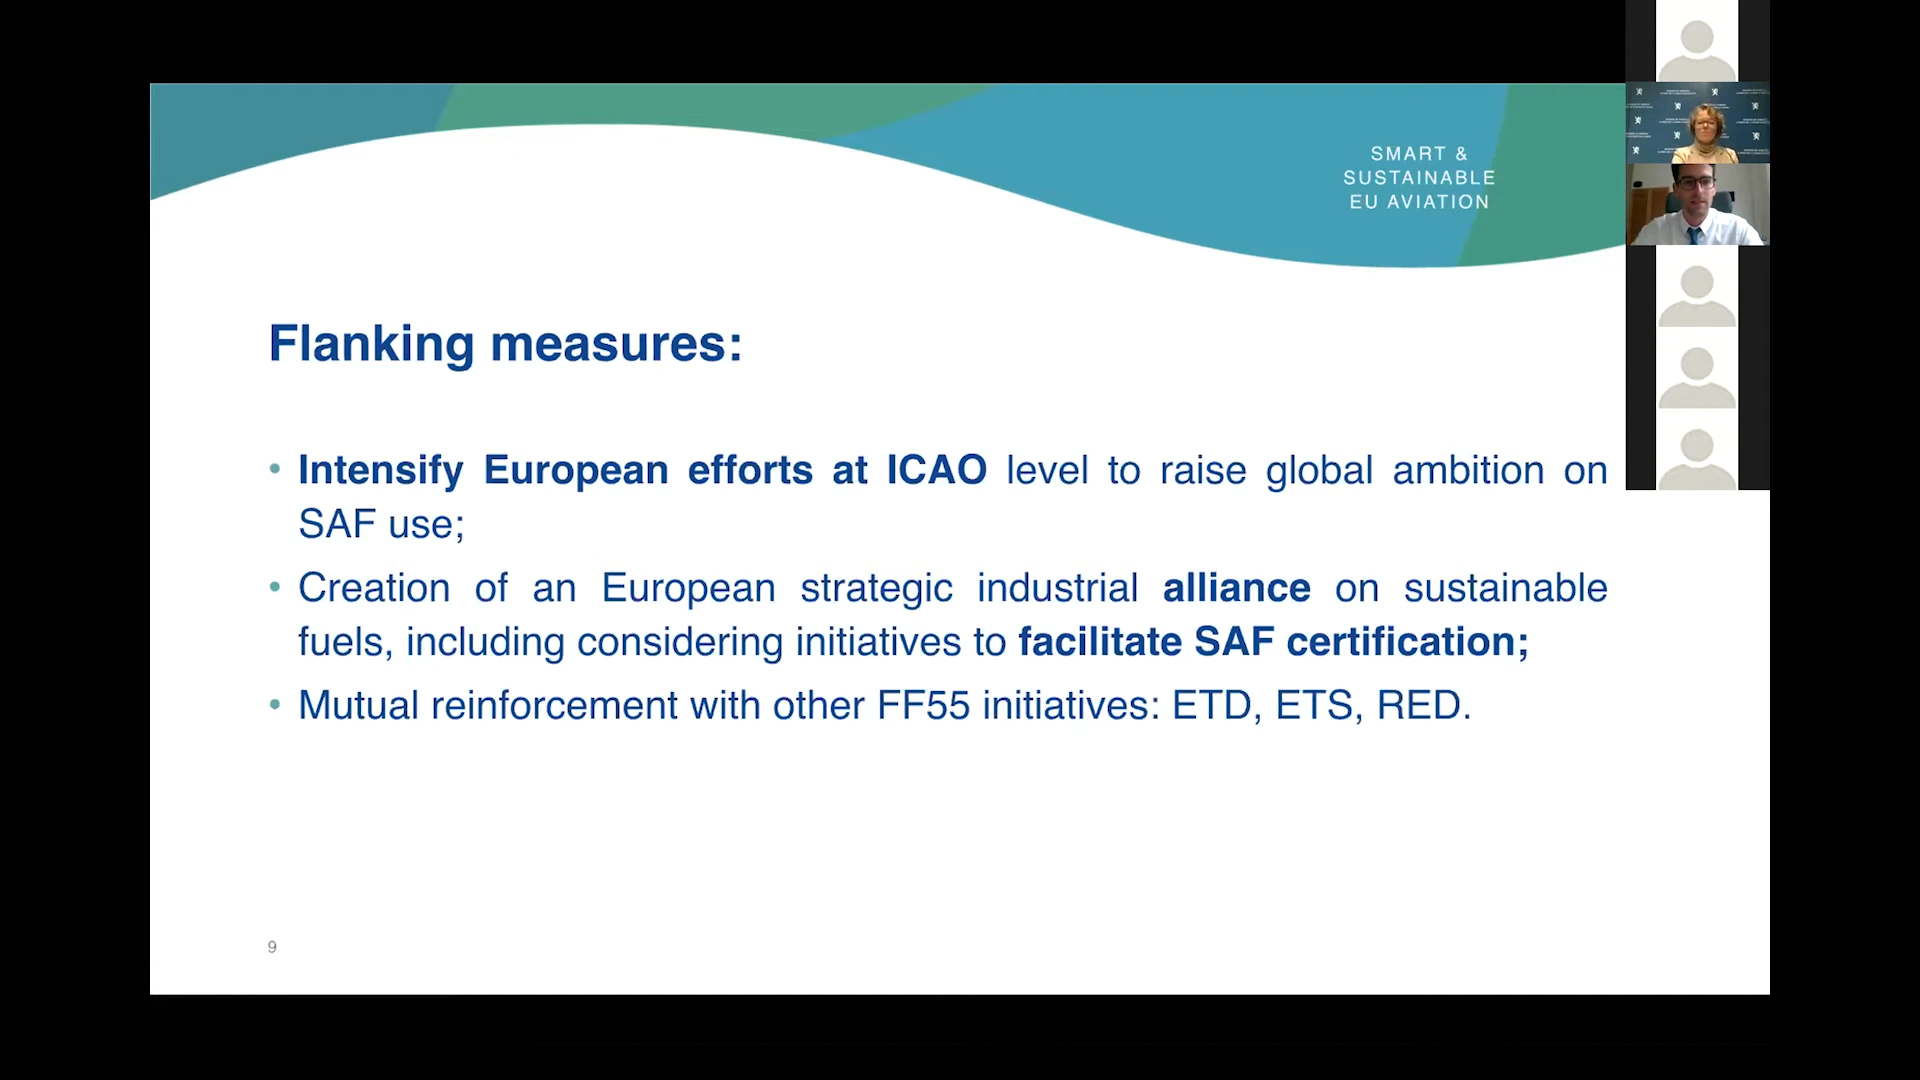 SMART &
SUSTAINABLE
EU AVIATION
Flanking measures:
• Intensify European efforts at ICAO level to raise global ambition on
SAF use;
• Creation of an European strategic industrial alliance on sustainable
fuels, including considering initiatives to facilitate SAF certification;
• Mutual reinforcement with other FF55 initiatives: ETD, ETS, RED.
9